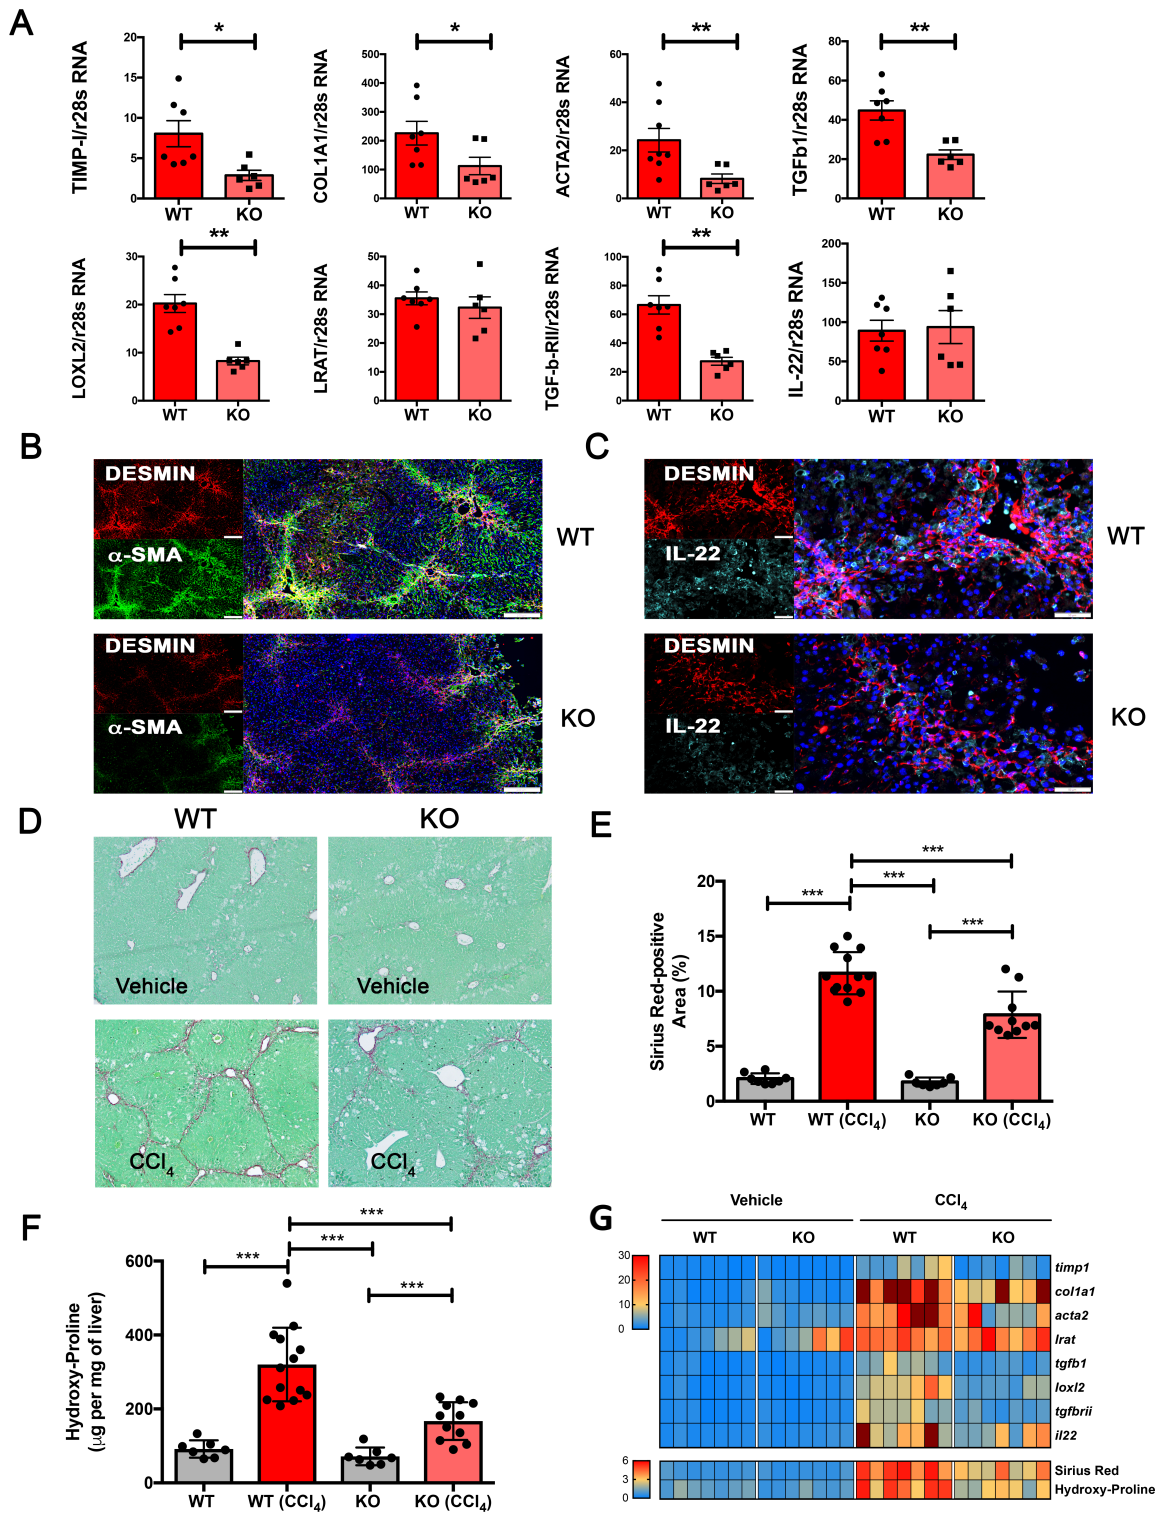 A
TIMP-I/r28s RNA
20
15
10
5
0
*
WT
KO
COL1A1/r28s RNA
500
400
300
200
100
0
*
WT
KO
ACTA2/r28s RNA
60
40
20
0
**
WT
KO
TGFb1/r28s RNA
80
60
40
20
0
**
WT
KO
LOXL2/r28s RNA
30
20
10
0
**
WT
KO
LRAT/r28s RNA
50
40
30
20
10
0
WT
KO
TGF-b-RII/r28s RNA
100
80
60
40
20
0
**
WT
KO
IL-22/r28s RNA
200
150
100
50
0
WT
KO
B
DESMIN
α-SMA
WT
DESMIN
α-SMA
KO
C
DESMIN
IL-22
WT
DESMIN
IL-22
KO
D
WT
KO
Vehicle
Vehicle
CCl4
CCl4
E
Sirius Red-positive
Area (%)
20
15
10
5
0
***
***
***
***
WT
WT (CCl4)
KO
KO (CCl4)
F
Hydroxy-Proline
(μg per mg of liver)
600
400
200
0
***
***
***
***
WT
WT (CCl4)
KO
KO (CCl4)
G
Vehicle
CCl4
WT
KO
WT
KO
30
20
10
0
timp1
col1a1
acta2
lrat
tgfb1
loxl2
tgfbrii
il22
6
3
0
Sirius Red
Hydroxy-Proline